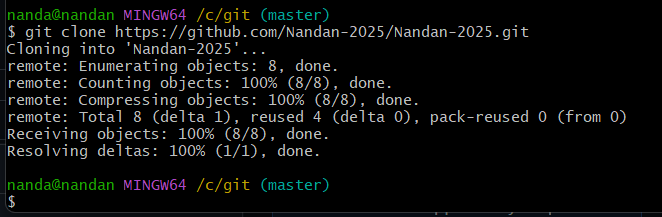 nanda@nandan MINGW64 /c/git (master)
$ git clone https://github.com/Nandan-2025/Nandan-2025.git
Cloning into 'Nandan-2025'...
remote: Enumerating objects: 8, done.
remote: Counting objects: 100% (8/8), done.
remote: Compressing objects: 100% (8/8), done.
remote: Total 8 (delta 1), reused 4 (delta 0), pack-reused 0 (from 0)
Receiving objects: 100% (8/8), done.
Resolving deltas: 100% (1/1), done.
nanda@nandan MINGW64 /c/git (master)
$